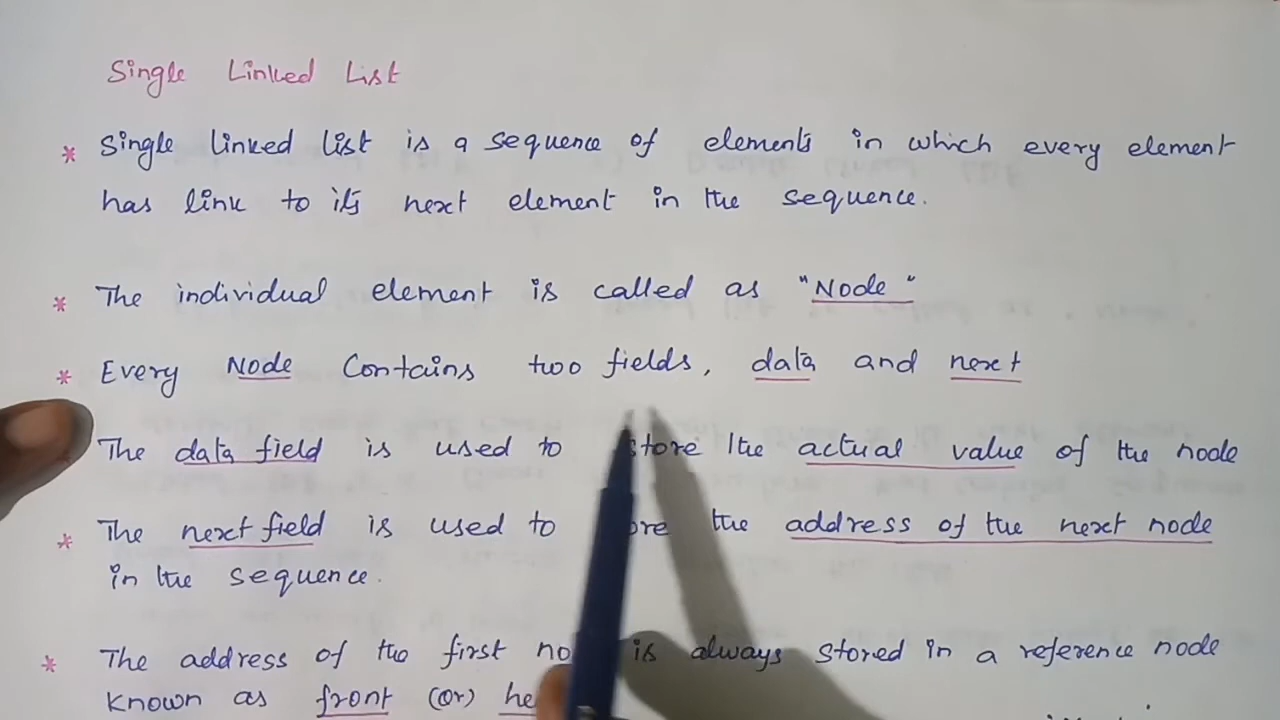 Single Linked List
* Single linked list is a sequence of elements in which every element
has link to its next element in the sequence.
* The individual element is called as "Node"
* Every Node Contains two fields, data and next
The data field is used to store the actual value of the node
* The next field is used to the address of the next node
in the sequence.
* The address of the first is always stored in a reference node
known as front (or)